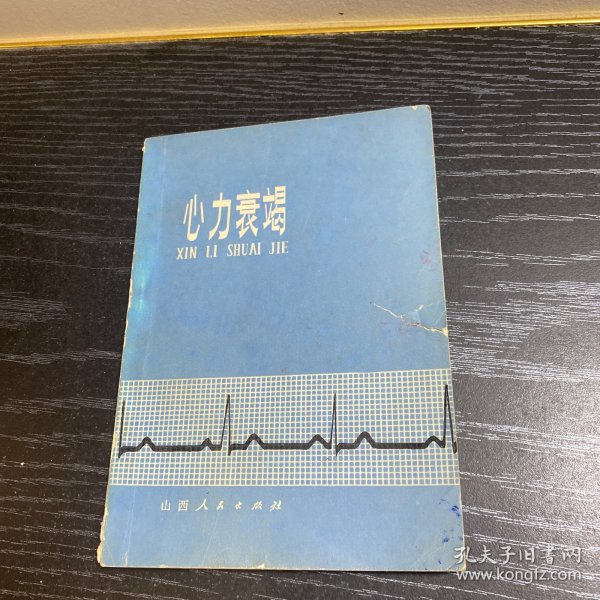 心力衰竭
XIN LI SHUAI JIE
山西人民出版社
孔夫子旧书网
www.kongfz.com